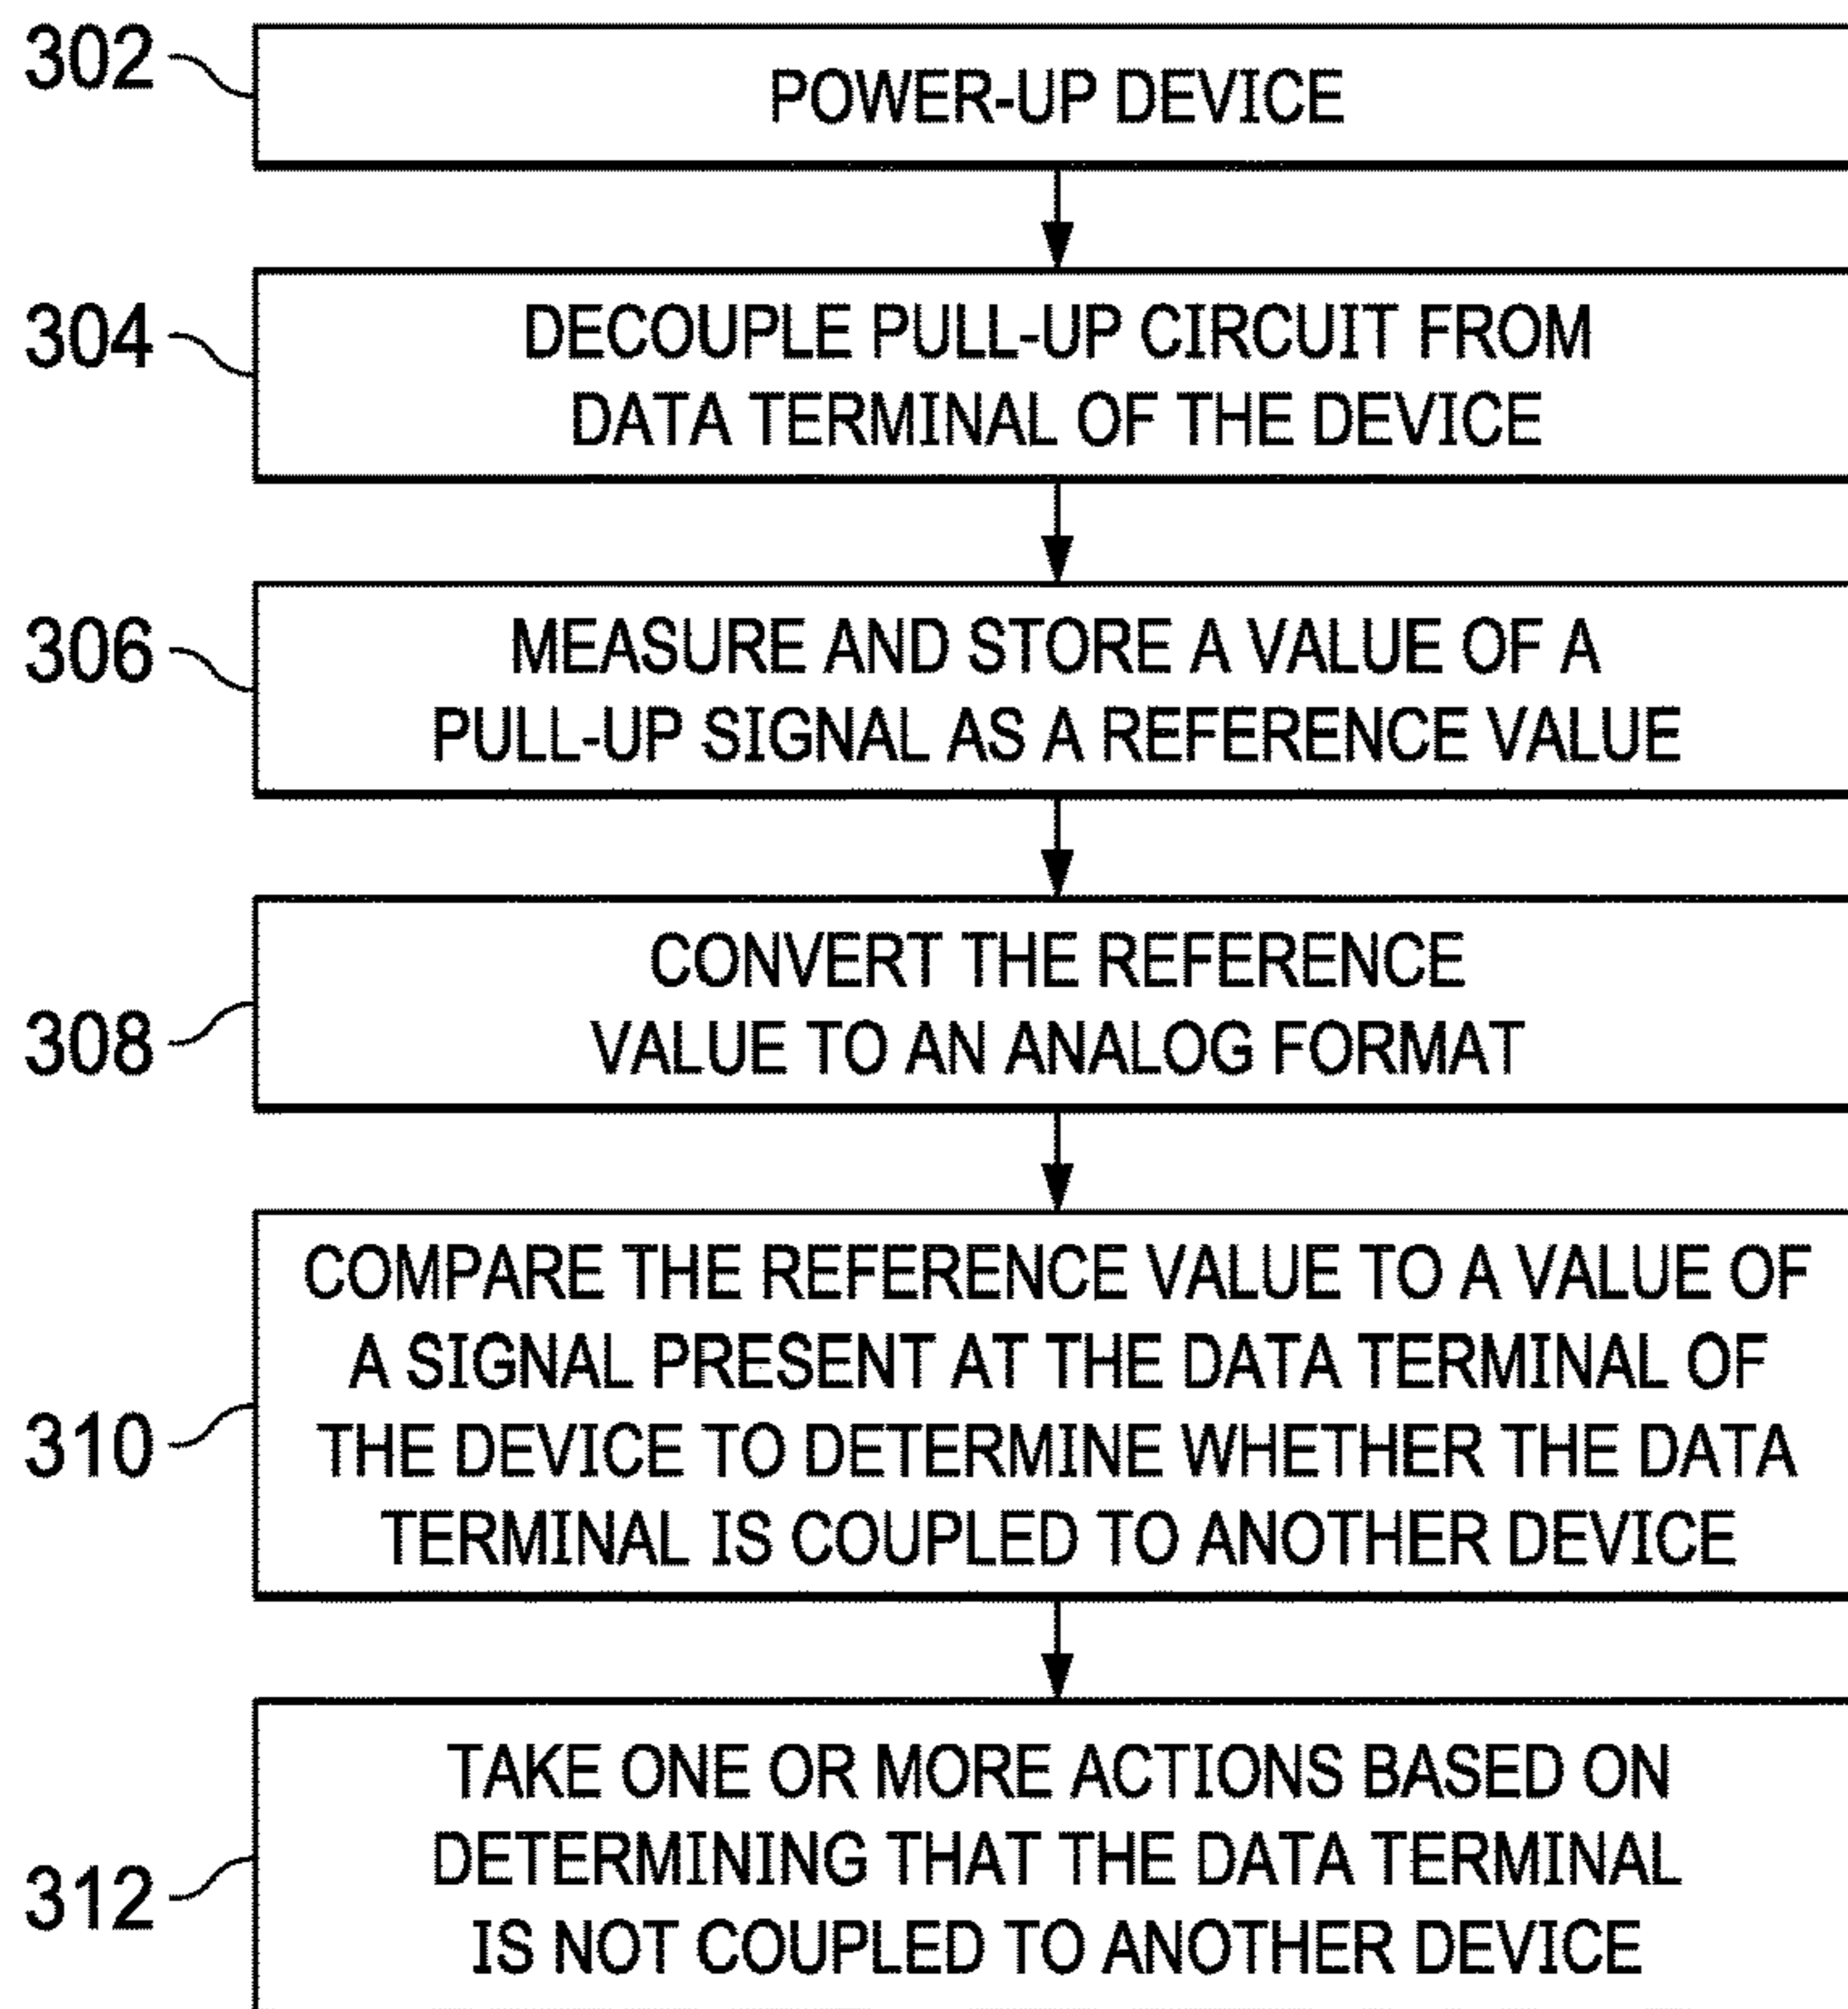 302
POWER-UP DEVICE
304
DECOUPLE PULL-UP CIRCUIT FROM
DATA TERMINAL OF THE DEVICE
306
MEASURE AND STORE A VALUE OF A
PULL-UP SIGNAL AS A REFERENCE VALUE
308
CONVERT THE REFERENCE
VALUE TO AN ANALOG FORMAT
310
COMPARE THE REFERENCE VALUE TO A VALUE OF
A SIGNAL PRESENT AT THE DATA TERMINAL OF
THE DEVICE TO DETERMINE WHETHER THE DATA
TERMINAL IS COUPLED TO ANOTHER DEVICE
312
TAKE ONE OR MORE ACTIONS BASED ON
DETERMINING THAT THE DATA TERMINAL
IS NOT COUPLED TO ANOTHER DEVICE